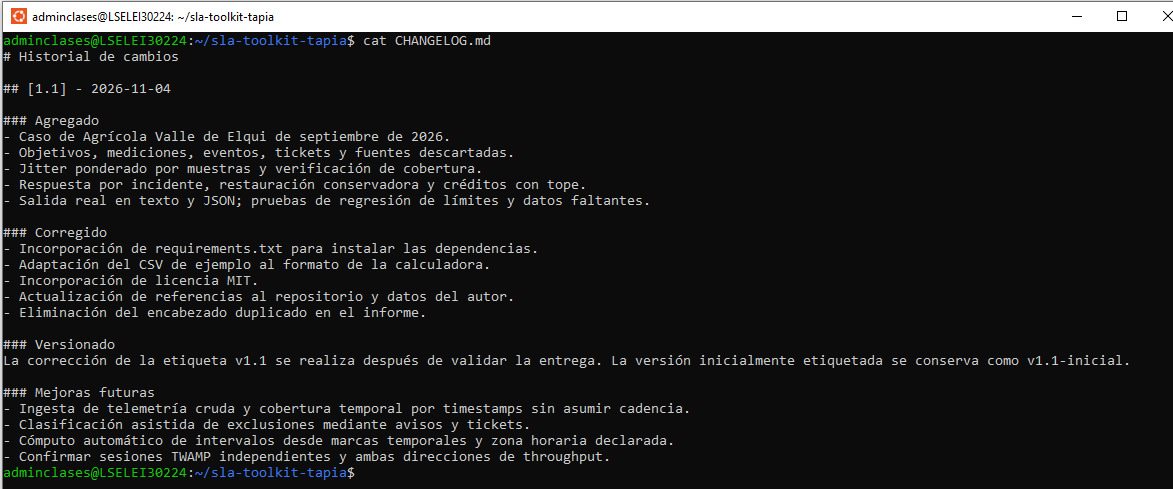 adminclases@LSELEI30224: ~/sla-toolkit-tapia
adminclases@LSELEI30224:~/sla-toolkit-tapia$ cat CHANGELOG.md
# Historial de cambios
## [1.1] - 2026-11-04
### Agregado
- Caso de Agrícola Valle de Elqui de septiembre de 2026.
- Objetivos, mediciones, eventos, tickets y fuentes descartadas.
- Jitter ponderado por muestras y verificación de cobertura.
- Respuesta por incidente, restauración conservadora y créditos con tope.
- Salida real en texto y JSON; pruebas de regresión de límites y datos faltantes.
### Corregido
- Incorporación de requirements.txt para instalar las dependencias.
- Adaptación del CSV de ejemplo al formato de la calculadora.
- Incorporación de licencia MIT.
- Actualización de referencias al repositorio y datos del autor.
- Eliminación del encabezado duplicado en el informe.
### Versionado
La corrección de la etiqueta v1.1 se realiza después de validar la entrega. La versión inicialmente etiquetada se conserva como v1.1-inicial.
### Mejoras futuras
- Ingesta de telemetría cruda y cobertura temporal por timestamps sin asumir cadencia.
- Clasificación asistida de exclusiones mediante avisos y tickets.
- Cómputo automático de intervalos desde marcas temporales y zona horaria declarada.
- Confirmar sesiones TWAMP independientes y ambas direcciones de throughput.
adminclases@LSELEI30224:~/sla-toolkit-tapia$